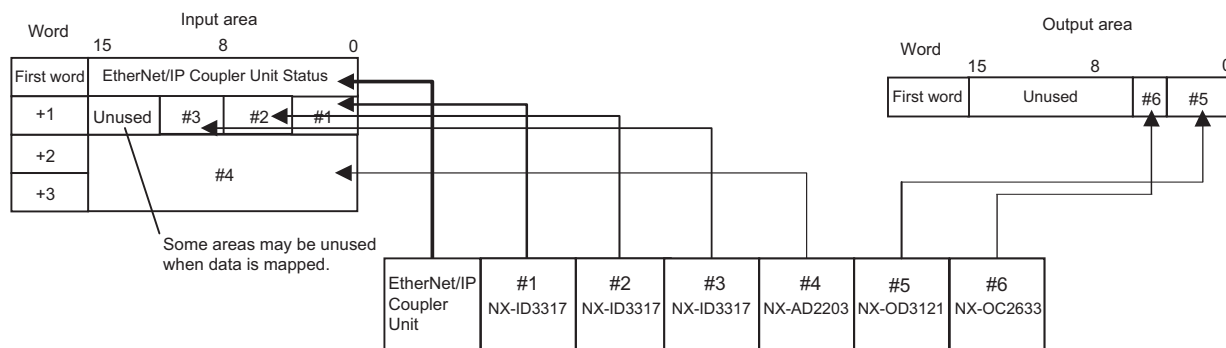 Input area
Word
15 8 0
First word EtherNet/IP Coupler Unit Status
+1 Unused #3 #2 #1
+2
#4
+3
Some areas may be unused
when data is mapped.
Output area
Word
15 8 0
First word Unused #6 #5
EtherNet/IP
Coupler
Unit
#1
NX-ID3317
#2
NX-ID3317
#3
NX-ID3317
#4
NX-AD2203
#5
NX-OD3121
#6
NX-OC2633